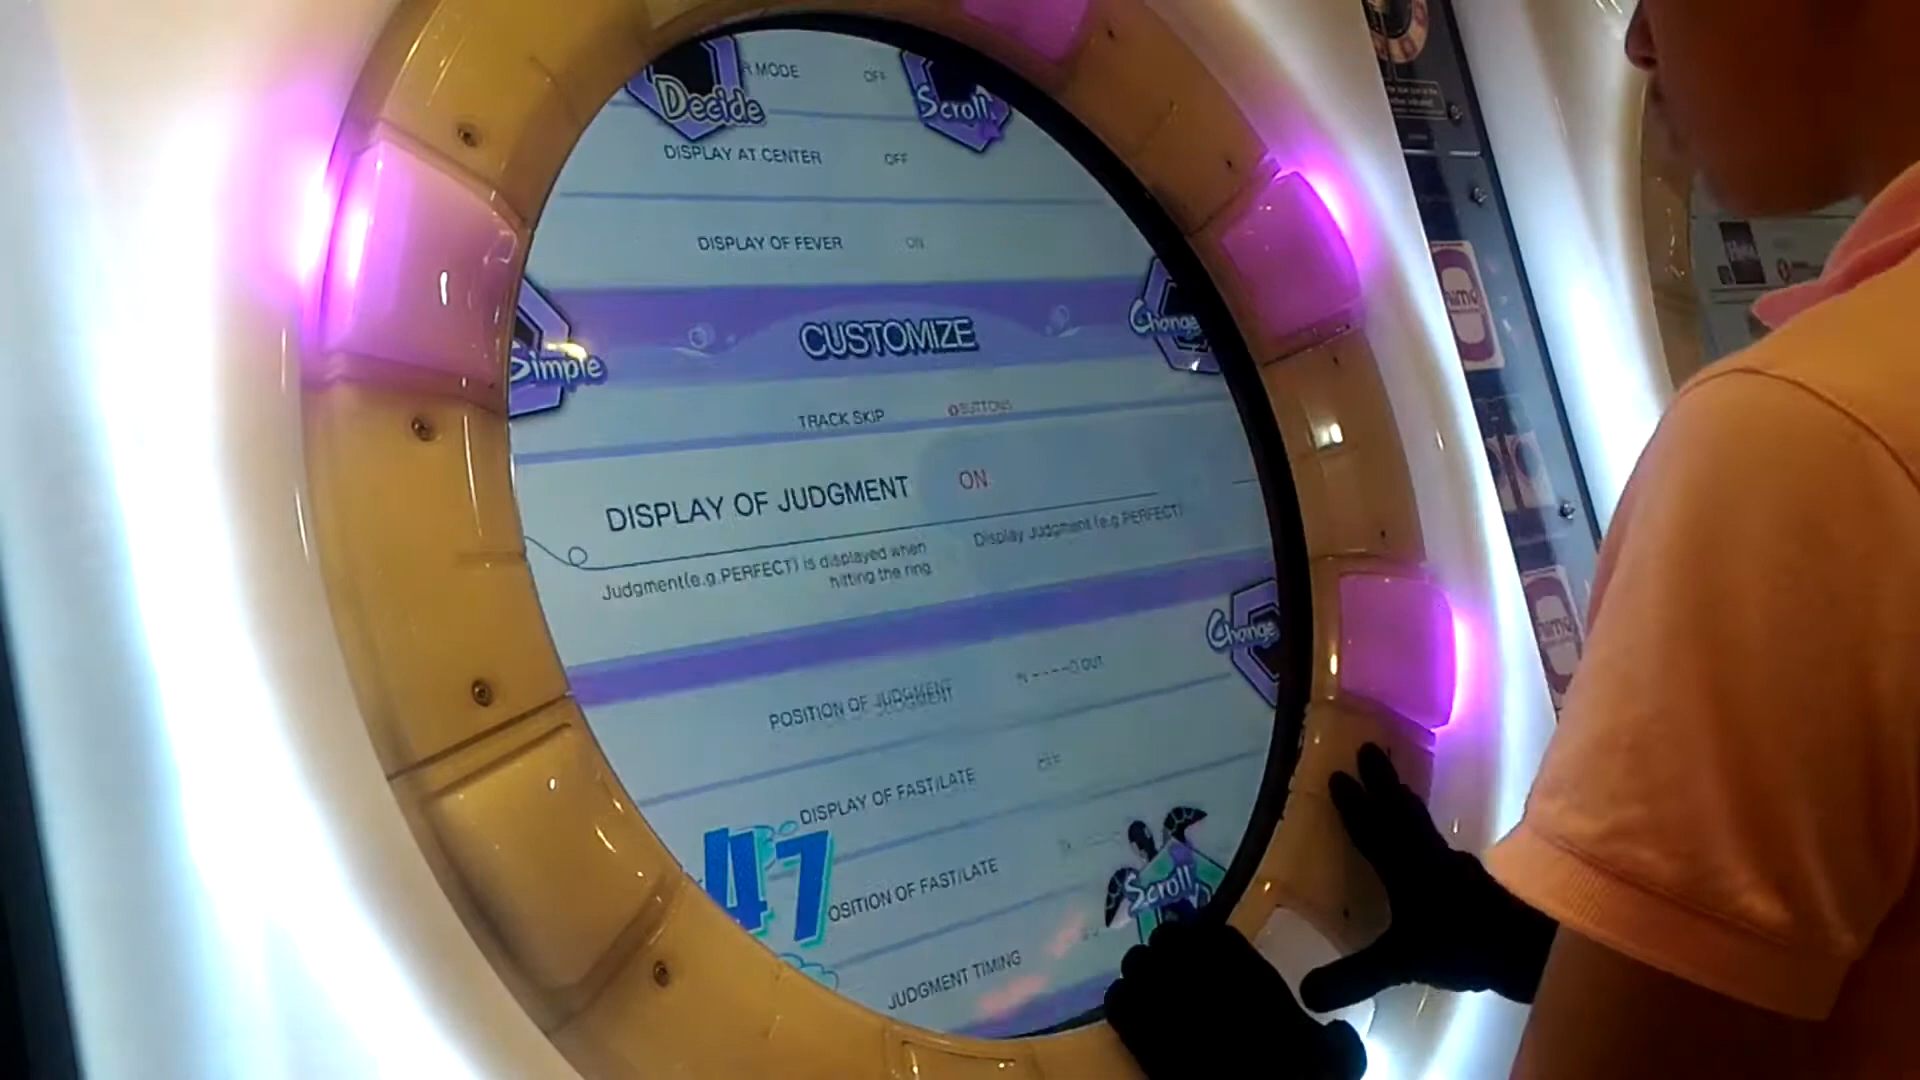 R MODE OFF
Decide
Scroll
DISPLAY AT CENTER OFF
DISPLAY OF FEVER ON
CUSTOMIZE
Change
Simple
TRACK SKIP BUTTONS
DISPLAY OF JUDGMENT ON
Judgment(e.g.PERFECT) is displayed when
hitting the ring
Display Judgment (e.g.PERFECT)
Change
POSITION OF JUDGMENT OUT
DISPLAY OF FAST/LATE OFF
47
OSITION OF FAST/LATE
Scroll
JUDGMENT TIMING